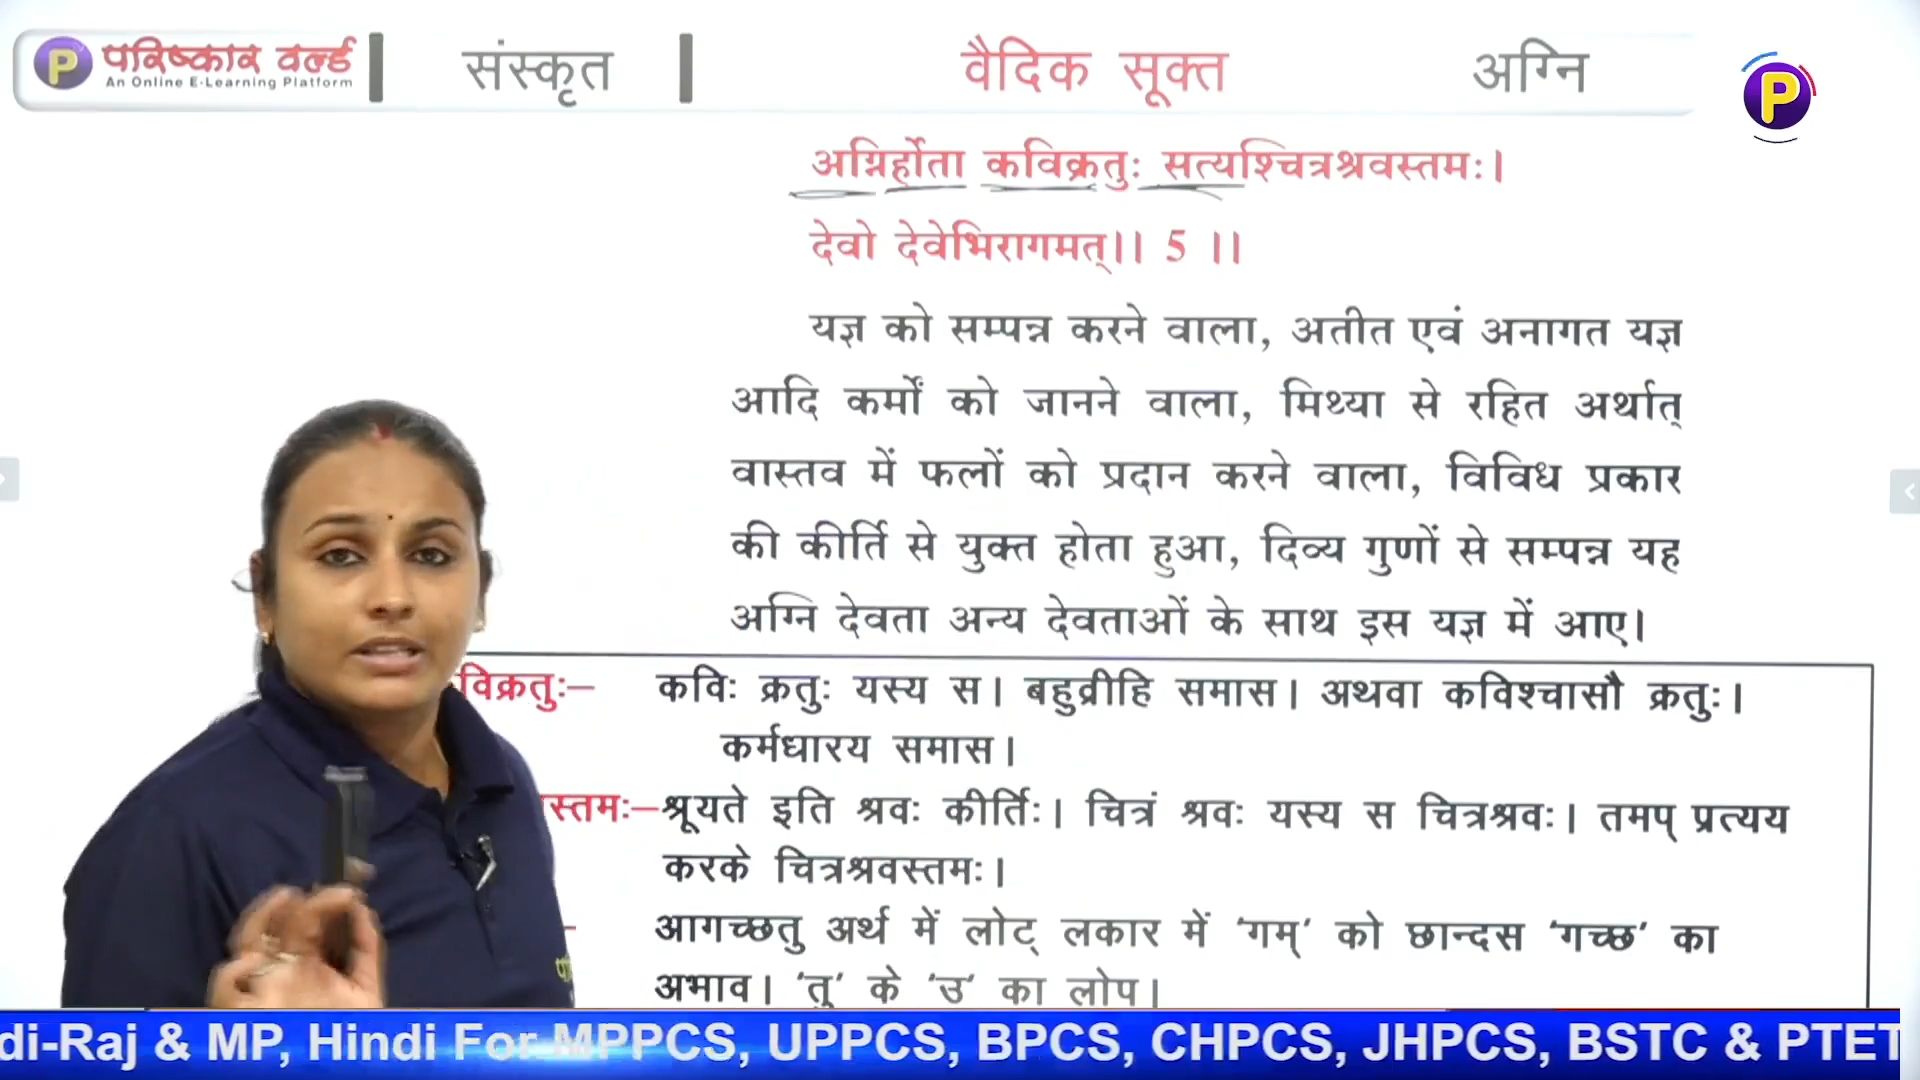 P परिष्कार वर्ल्ड
An Online E-Learning Platform
संस्कृत
वैदिक सूक्त
अग्नि
P
अग्निर्होता कविक्रतुः सत्यश्चित्रश्रवस्तमः।
देवो देवेभिरागमत्।। 5 ।।
यज्ञ को सम्पन्न करने वाला, अतीत एवं अनागत यज्ञ
आदि कर्मों को जानने वाला, मिथ्या से रहित अर्थात्
वास्तव में फलों को प्रदान करने वाला, विविध प्रकार
की कीर्ति से युक्त होता हुआ, दिव्य गुणों से सम्पन्न यह
अग्नि देवता अन्य देवताओं के साथ इस यज्ञ में आए।
विक्रतुः– कविः क्रतुः यस्य स। बहुव्रीहि समास। अथवा कविश्चासौ क्रतुः।
कर्मधारय समास।
स्तमः–श्रूयते इति श्रवः कीर्तिः। चित्रं श्रवः यस्य स चित्रश्रवः। तमप् प्रत्यय
करके चित्रश्रवस्तमः।
आगच्छतु अर्थ में लोट् लकार में 'गम्' को छान्दस 'गच्छ' का
अभाव। 'तु' के 'उ' का लोप।
di-Raj & MP, Hindi For MPPCS, UPPCS, BPCS, CHPCS, JHPCS, BSTC & PTET